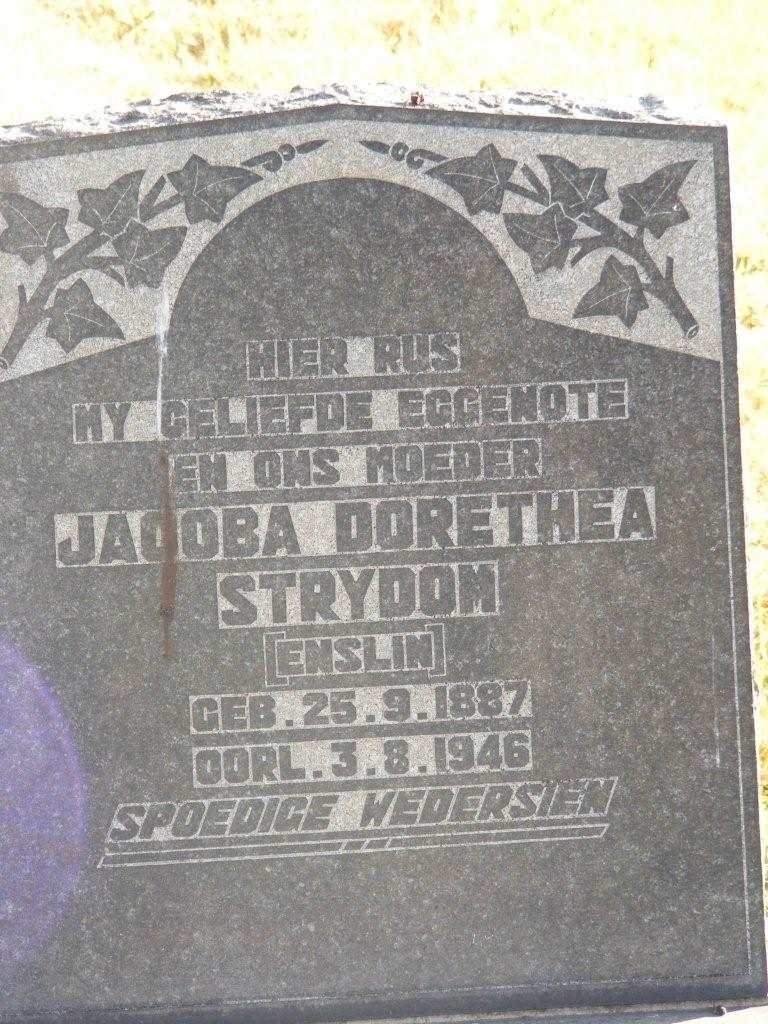 HIER RUS
MY GELIEFDE EGGENOTE
EN ONS MOEDER
JACOBA DORETHEA
STRYDOM
[ENSLIN]
GEB. 25.9.1887
OORL. 3.8.1946
SPOEDIGE WEDERSIEN